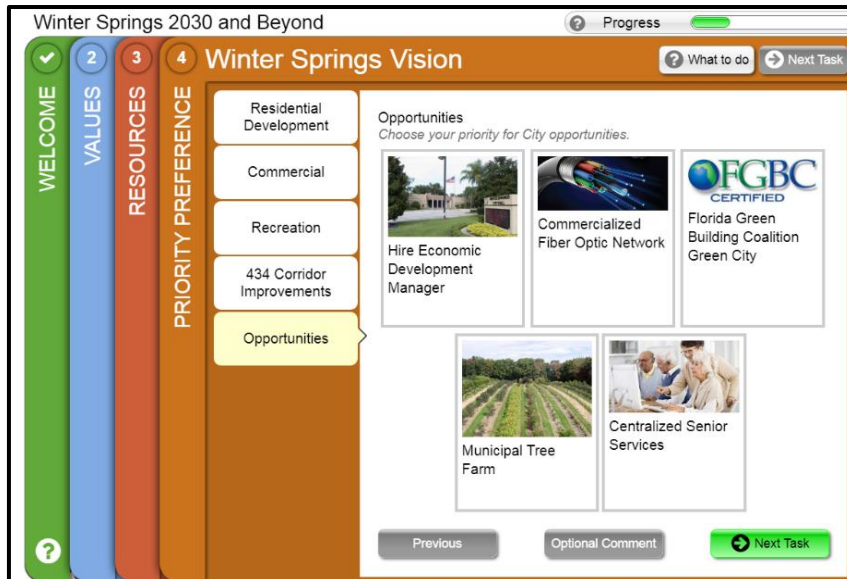 Winter Springs 2030 and Beyond
? Progress
2 3 4 Winter Springs Vision
? What to do
Next Task
WELCOME
VALUES
RESOURCES
PRIORITY PREFERENCE
Residential
Development
Commercial
Recreation
434 Corridor
Improvements
Opportunities
Opportunities
Choose your priority for City opportunities.
Hire Economic
Development
Manager
Commercialized
Fiber Optic Network
FGBC
CERTIFIED
Florida Green
Building Coalition
Green City
Municipal Tree
Farm
Centralized Senior
Services
?
Previous
Optional Comment
Next Task